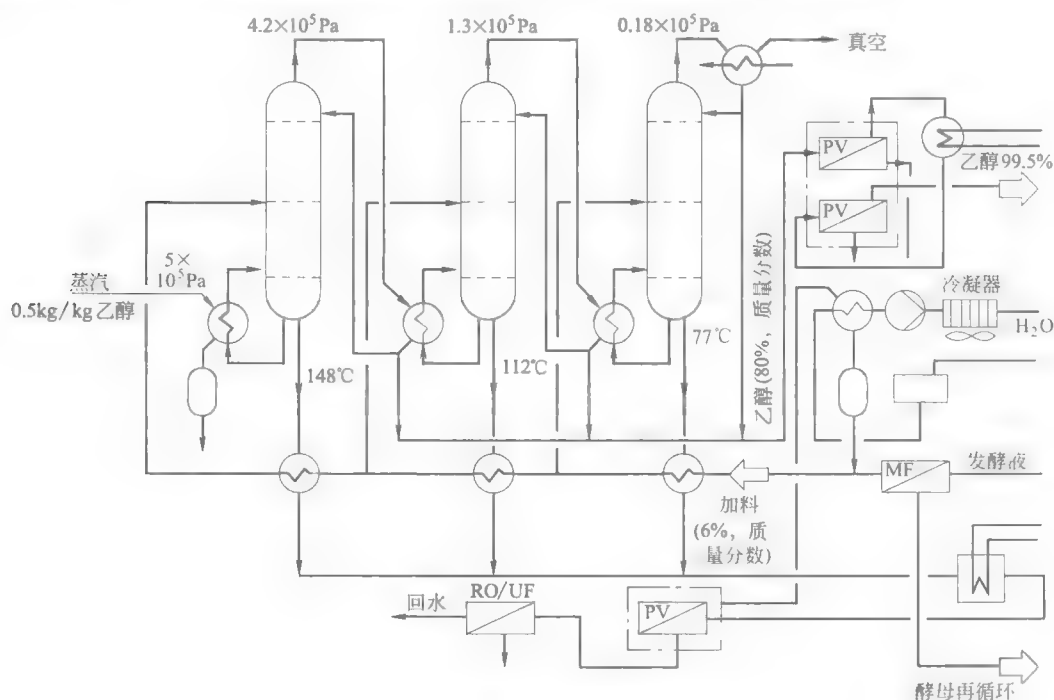 4.2×10⁵Pa
1.3×10⁵Pa
0.18×10⁵Pa
真空
PV
乙醇99.5%
PV
蒸汽
5×
10⁵Pa
0.5kg/kg乙醇
乙醇(80%，质量分数)
冷凝器
H₂O
148℃
112℃
77℃
MF
发酵液
加料
(6%，质
量分数)
回水
RO/UF
PV
酵母再循环